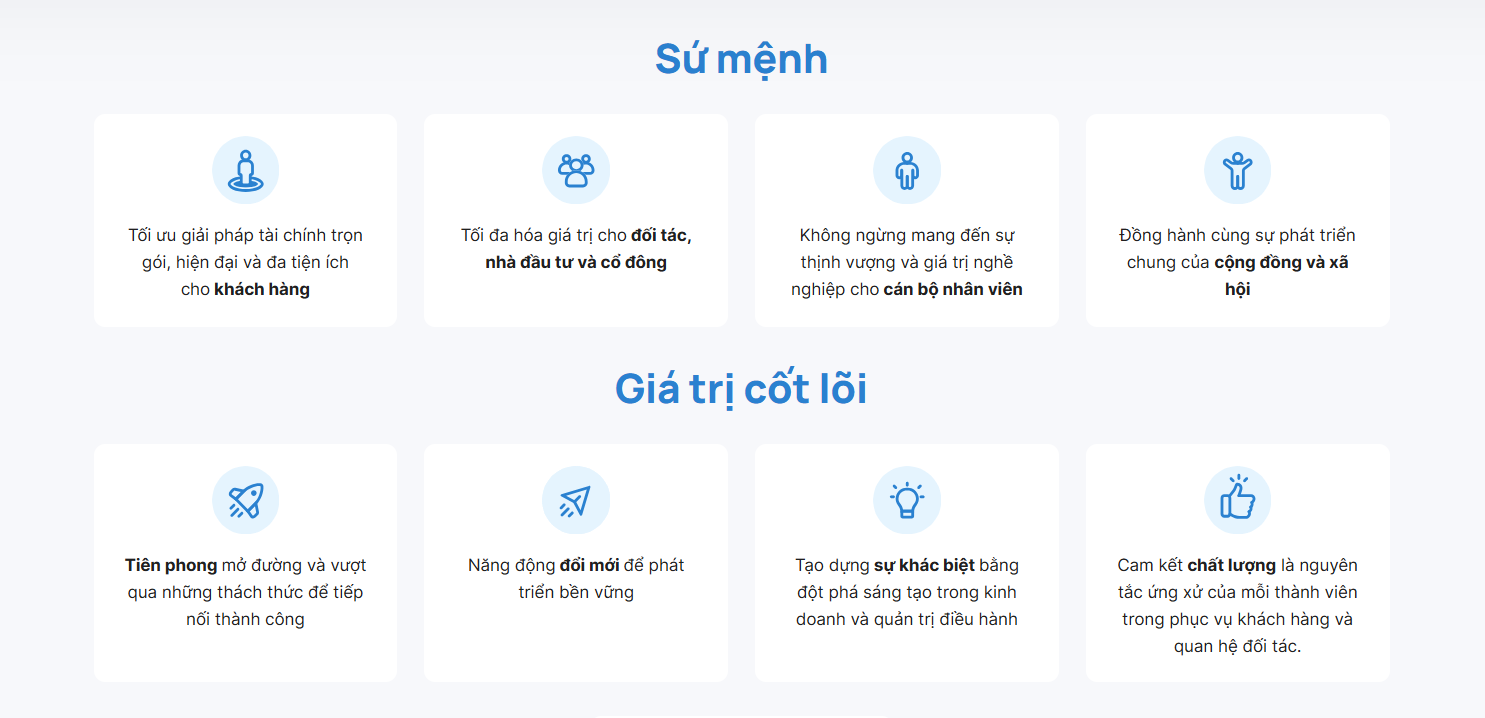 Sứ mệnh
Tối ưu giải pháp tài chính trọn
gói, hiện đại và đa tiện ích
cho khách hàng
Tối đa hóa giá trị cho đối tác,
nhà đầu tư và cổ đông
Không ngừng mang đến sự
thịnh vượng và giá trị nghề
nghiệp cho cán bộ nhân viên
Đồng hành cùng sự phát triển
chung của cộng đồng và xã
hội
Giá trị cốt lõi
Tiên phong mở đường và vượt
qua những thách thức để tiếp
nối thành công
Năng động đổi mới để phát
triển bền vững
Tạo dựng sự khác biệt bằng
đột phá sáng tạo trong kinh
doanh và quản trị điều hành
Cam kết chất lượng là nguyên
tắc ứng xử của mỗi thành viên
trong phục vụ khách hàng và
quan hệ đối tác.